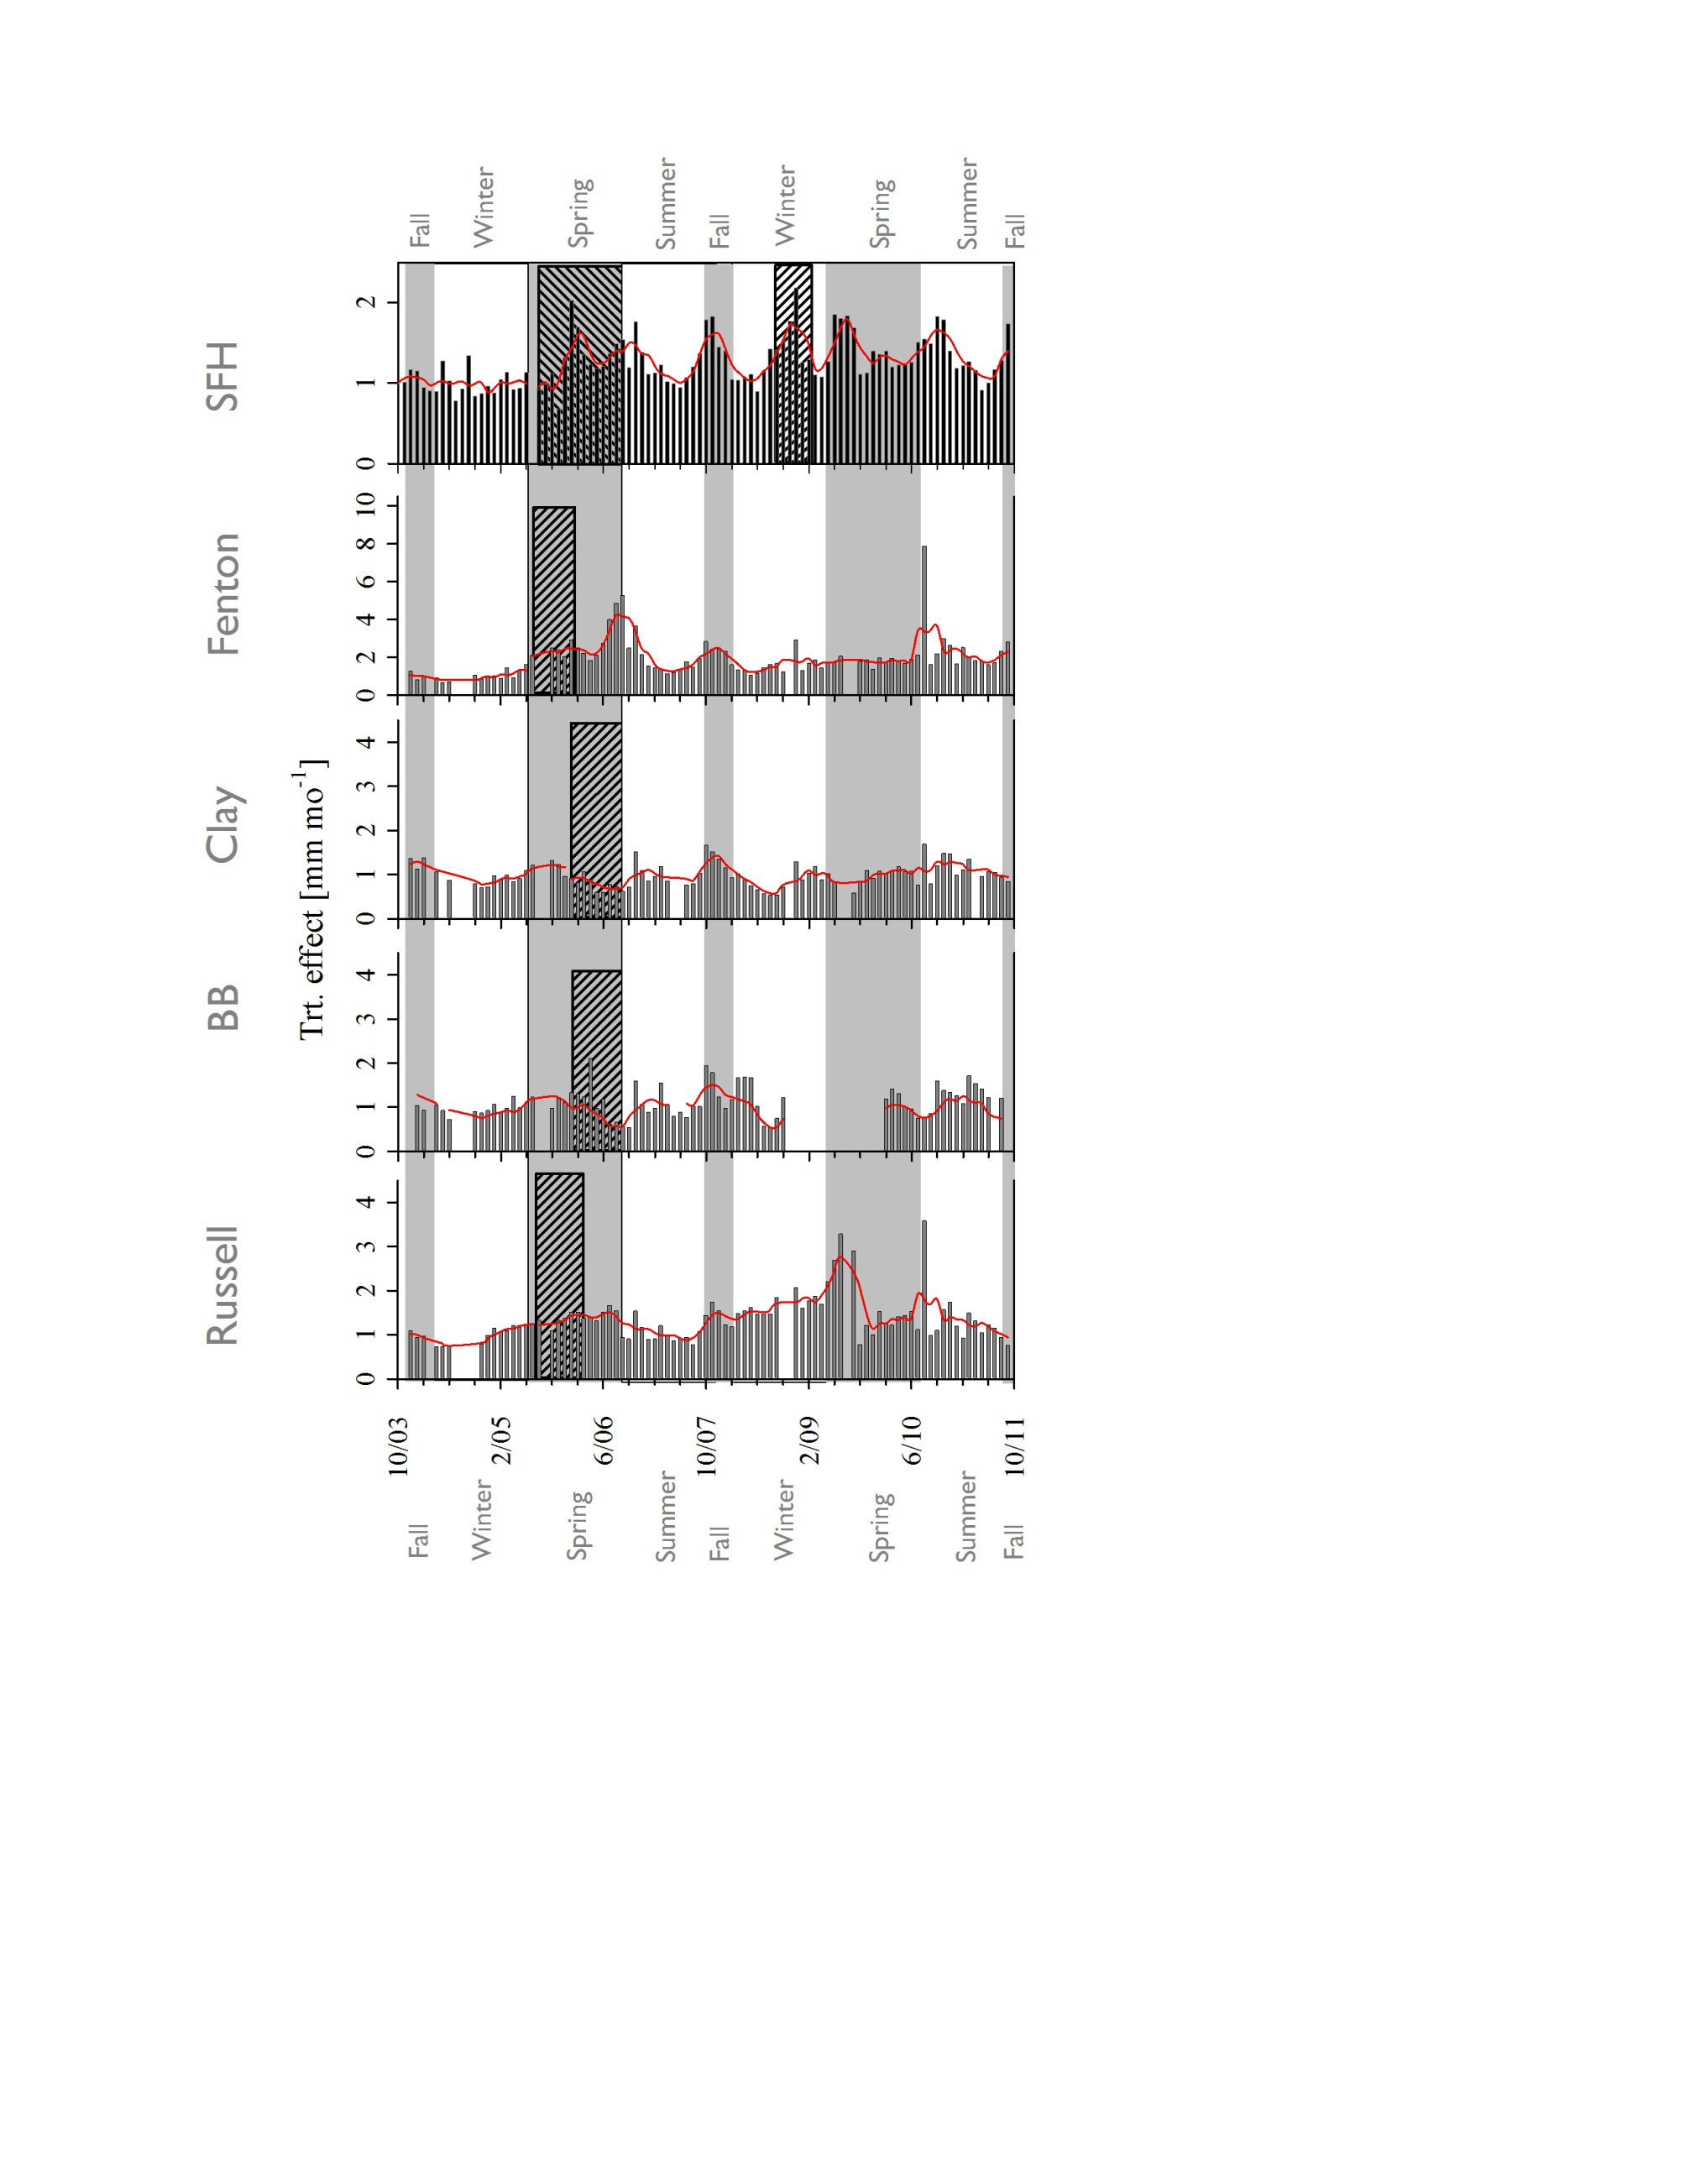 Fall
Winter
Spring
Summer
Fall
Winter
Spring
Summer
Fall
SFH
0 1 2
Fenton
0 2 4 6 8 10
Clay
0 1 2 3 4
Trt. effect [mm mo-1]
BB
0 1 2 3 4
Russell
0 1 2 3 4
10/03 2/05 6/06 10/07 2/09 6/10 10/11
Fall
Winter
Spring
Summer
Fall
Winter
Spring
Summer
Fall